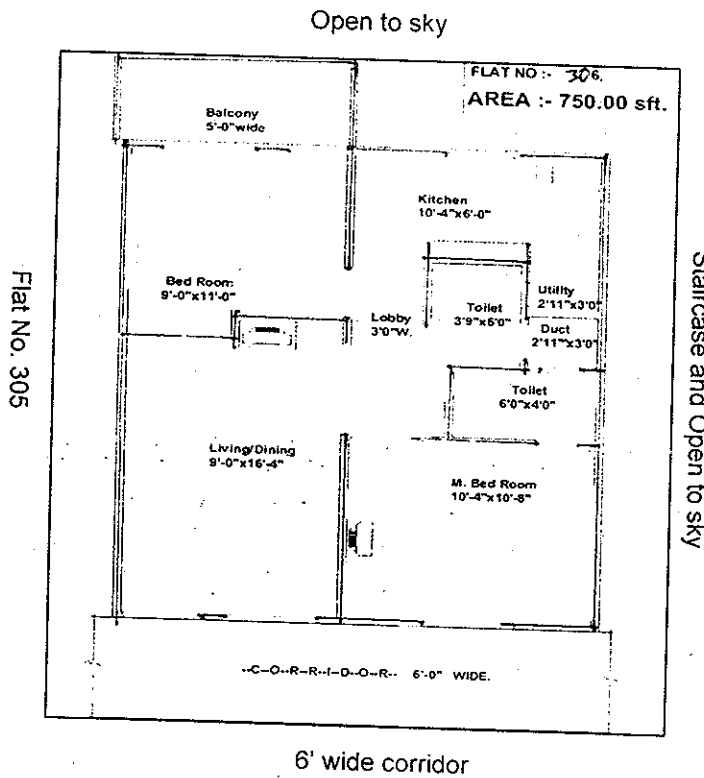 Open to sky
FLAT NO :- 306.
AREA :- 750.00 sft.
Balcony
5'-0"wide
Kitchen
10'-4"x6'-0"
Bed Room
9'-0"x11'-0"
Lobby
3'0"W.
Toilet
3'9"x6'0"
Utility
2'11"x3'0"
Duct
2'11"x3'0"
Toilet
6'0"x4'0"
Living/Dining
9'-0"x16'-4"
M. Bed Room
10'-4"x10'-8"
--C--O--R--R--I--D--O--R-- 6'-0" WIDE.
Flat No. 305
Staircase and Open to sky
6' wide corridor